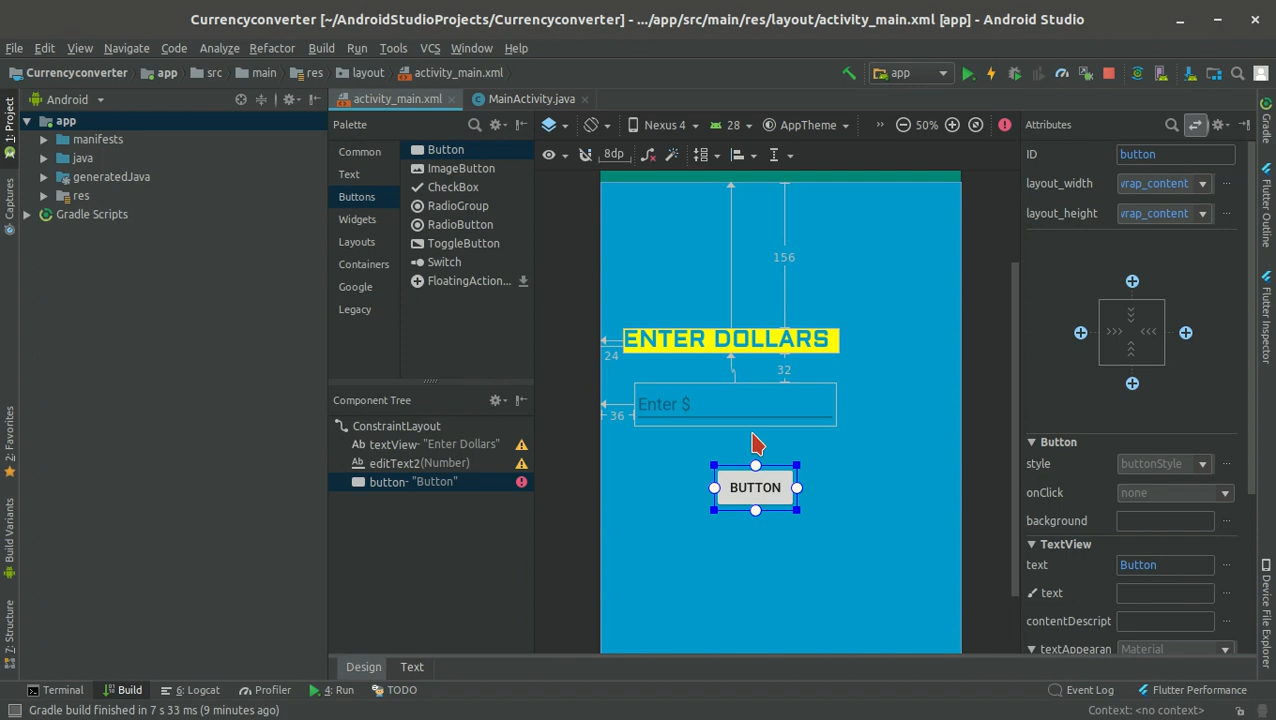 Currencyconverter [~/AndroidStudioProjects/Currencyconverter] - .../app/src/main/res/layout/activity_main.xml [app] - Android Studio
File Edit View Navigate Code Analyze Refactor Build Run Tools VCS Window Help
Currencyconverter app src main res layout activity_main.xml app
1: Project
Captures
2: Favorites
Build Variants
7: Structure
Android
app
manifests
java
generatedJava
res
Gradle Scripts
activity_main.xml MainActivity.java
Palette
Common
Text
Buttons
Widgets
Layouts
Containers
Google
Legacy
Button
ImageButton
CheckBox
RadioGroup
RadioButton
ToggleButton
Switch
FloatingAction...
Component Tree
ConstraintLayout
Ab textView- "Enter Dollars"
Ab editText2(Number)
button- "Button"
Nexus 4 28 AppTheme » 50%
8dp
156
ENTER DOLLARS
24
32
Enter $
36
BUTTON
Attributes
ID button
layout_width wrap_content
layout_height wrap_content
Button
style buttonStyle
onClick none
background
TextView
text Button
text
contentDescript
textAppearan Material
Gradle
Flutter Outline
Flutter Inspector
Device File Explorer
Design Text
Terminal Build 6: Logcat Profiler 4: Run TODO Event Log Flutter Performance
Gradle build finished in 7 s 33 ms (9 minutes ago) Context: <no context>